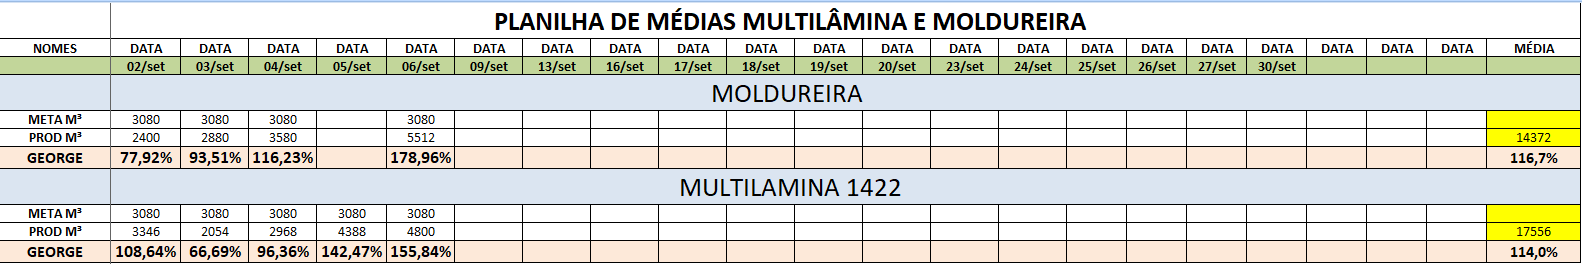 PLANILHA DE MÉDIAS MULTILÂMINA E MOLDUREIRA
NOMES DATA DATA DATA DATA DATA DATA DATA DATA DATA DATA DATA DATA DATA DATA DATA DATA DATA DATA DATA DATA DATA MÉDIA
02/set 03/set 04/set 05/set 06/set 09/set 13/set 16/set 17/set 18/set 19/set 20/set 23/set 24/set 25/set 26/set 27/set 30/set
MOLDUREIRA
META M³ 3080 3080 3080 3080
PROD M³ 2400 2880 3580 5512 14372
GEORGE 77,92% 93,51% 116,23% 178,96% 116,7%
MULTILAMINA 1422
META M³ 3080 3080 3080 3080 3080
PROD M³ 3346 2054 2968 4388 4800 17556
GEORGE 108,64% 66,69% 96,36% 142,47% 155,84% 114,0%